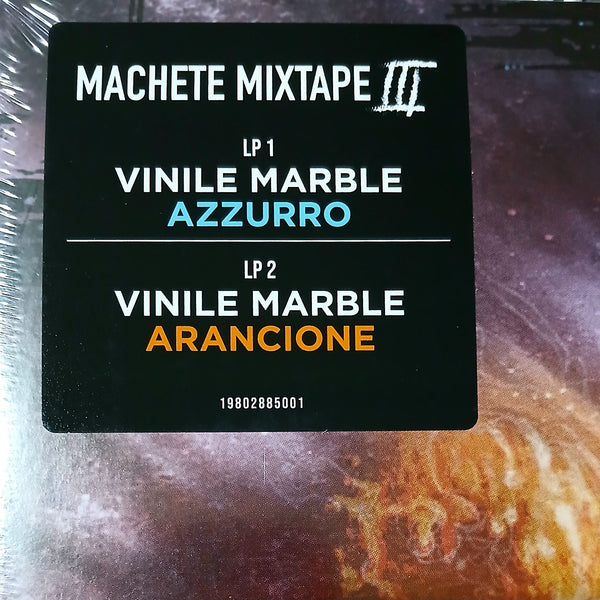 MACHETE MIXTAPE III
LP 1
VINILE MARBLE
AZZURRO
LP 2
VINILE MARBLE
ARANCIONE
19802885001